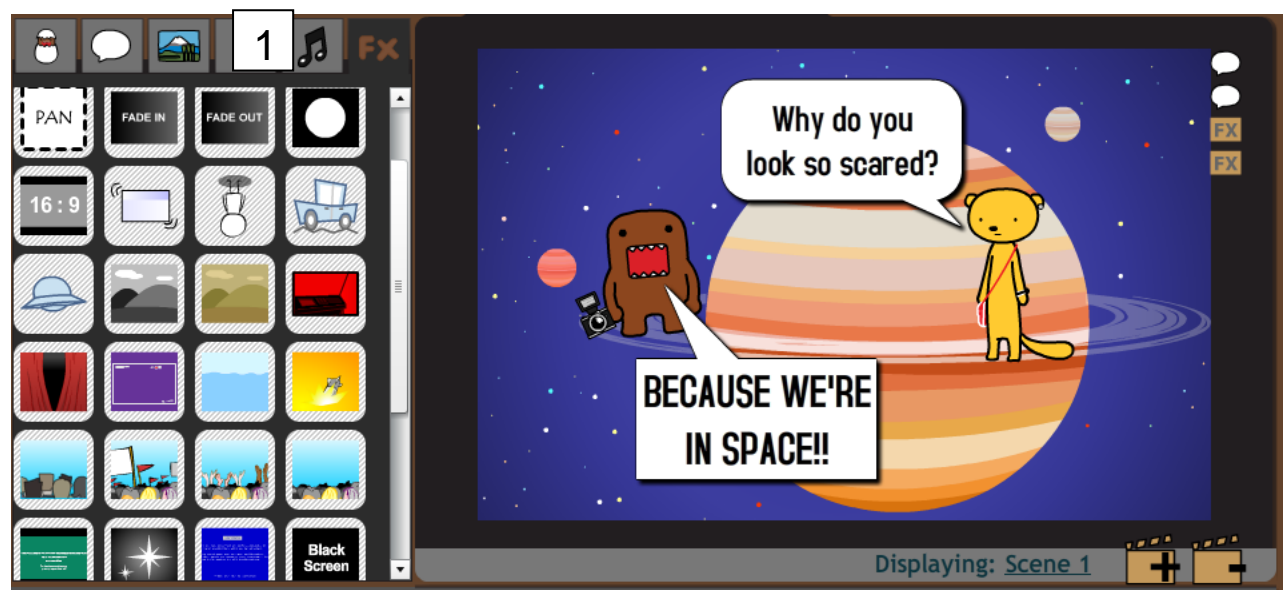 1
FX
PAN
FADE IN
FADE OUT
16:9
Black
Screen
Why do you
look so scared?
BECAUSE WE'RE
IN SPACE!!
FX
FX
Displaying: Scene 1